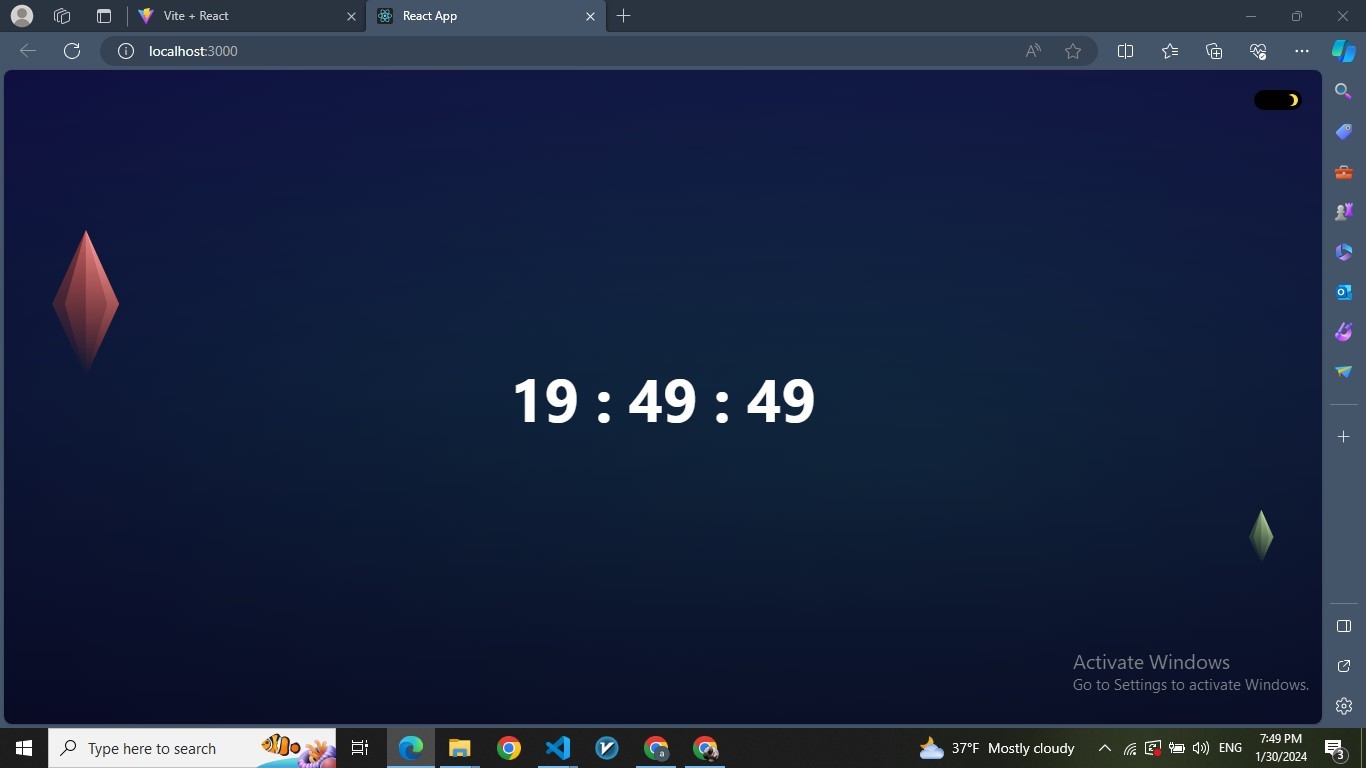 Vite + React
React App
localhost:3000
19 : 49 : 49
Activate Windows
Go to Settings to activate Windows.
Type here to search
37°F Mostly cloudy
ENG
7:49 PM
1/30/2024
3